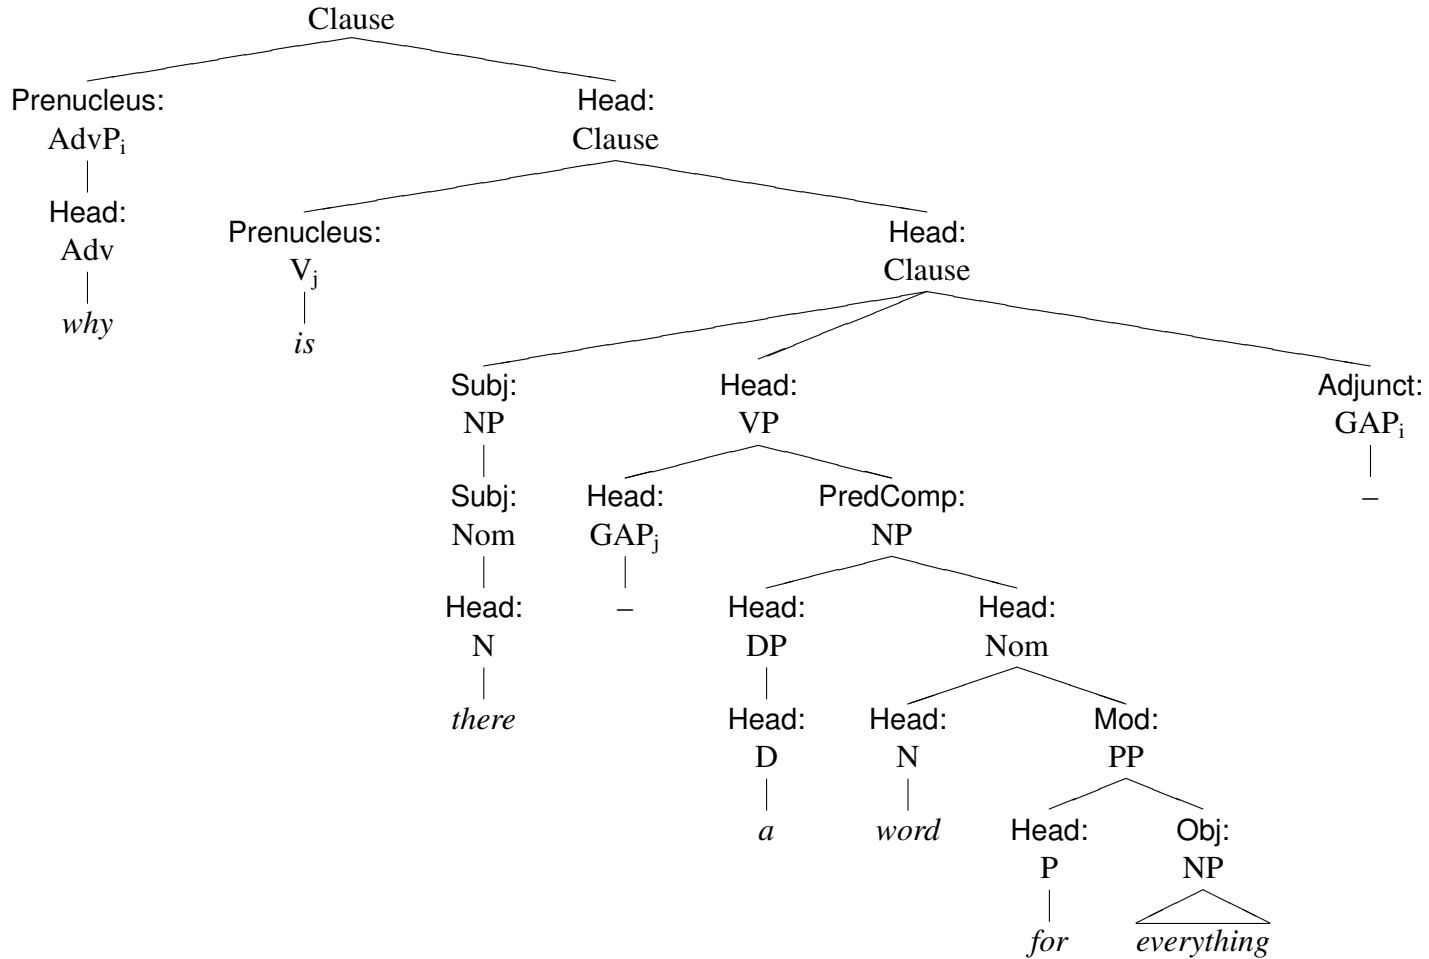 Clause
Prenucleus: Head:
AdvPi Clause
Head: Prenucleus: Head:
Adv Vj Clause
why is
Subj: Head: Adjunct:
NP VP GAPi
Subj: Head: PredComp: –
Nom GAPj NP
Head: – Head: Head:
N DP Nom
there Head: Head: Mod:
D N PP
a word Head: Obj:
P NP
for everything